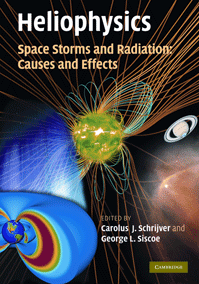 Heliophysics
Space Storms and Radiation:
Causes and Effects
EDITED BY
Carolus J. Schrijver and
George L. Siscoe
CAMBRIDGE